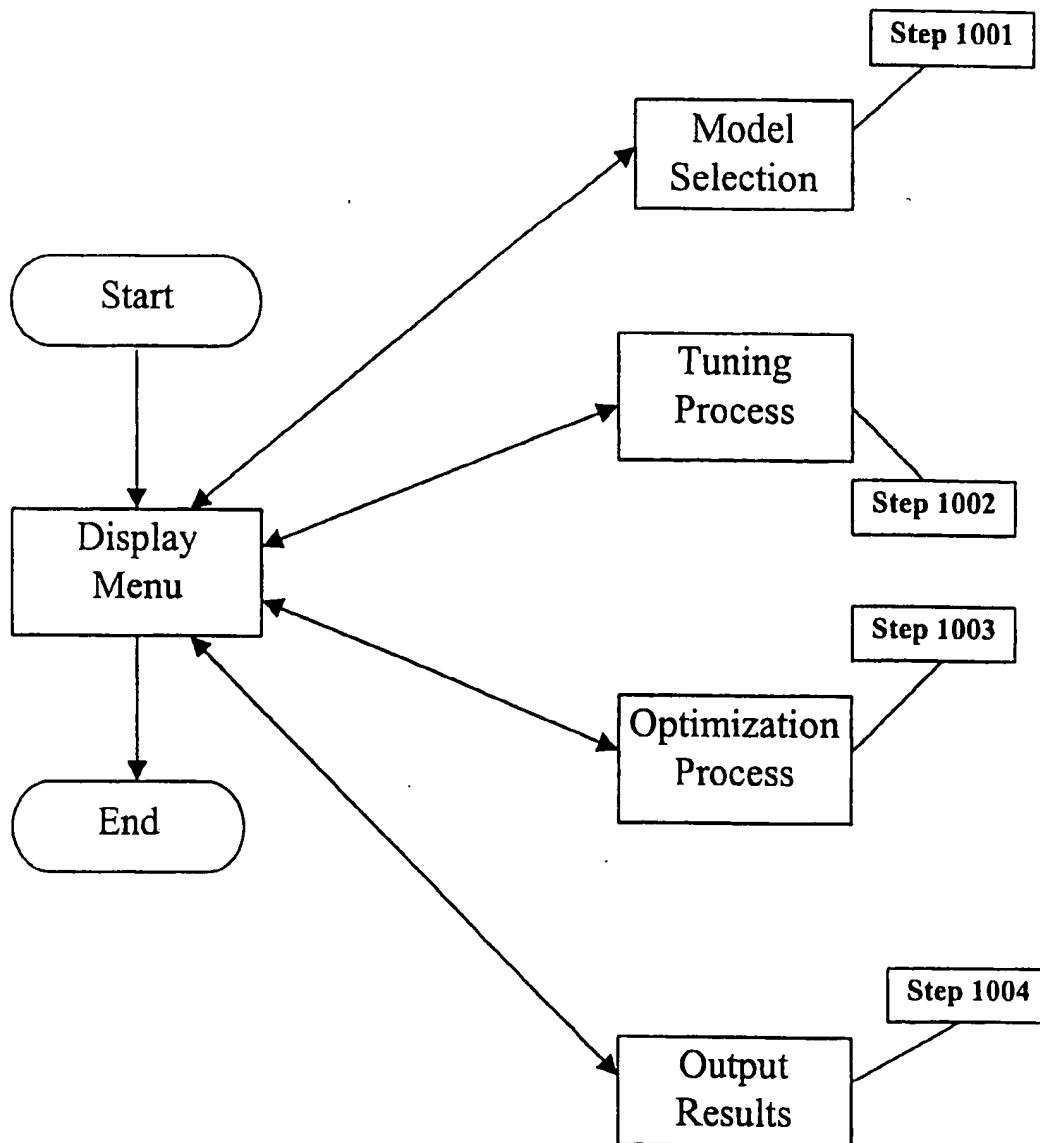 Step 1001
Model
Selection
Start
Tuning
Process
Step 1002
Display
Menu
Step 1003
Optimization
Process
End
Step 1004
Output
Results